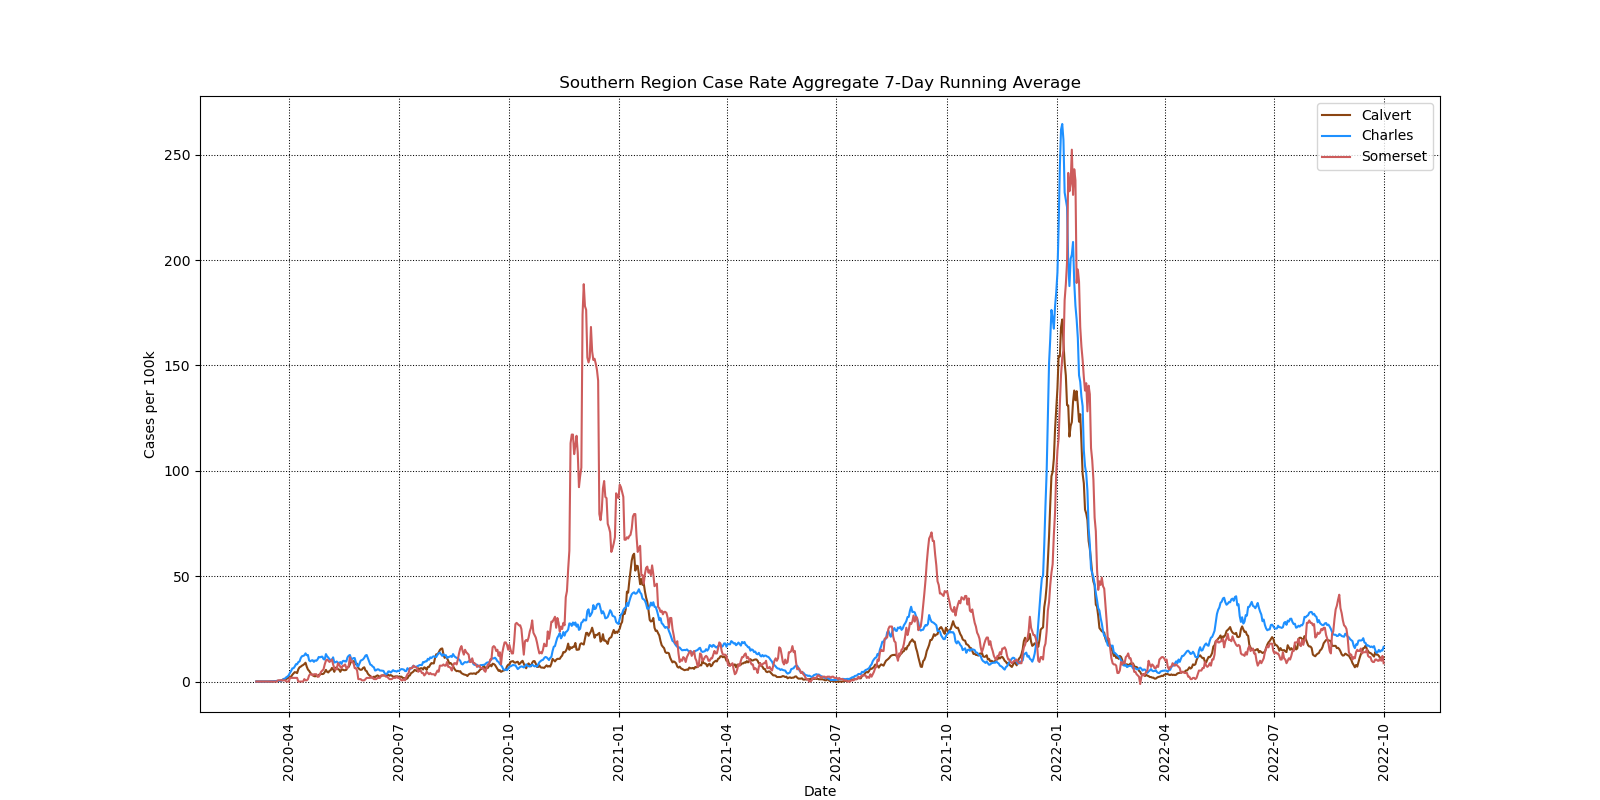 Southern Region Case Rate Aggregate 7-Day Running Average
Calvert
Charles
Somerset
250
200
150
100
50
0
Cases per 100k
2020-04
2020-07
2020-10
2021-01
2021-04
2021-07
2021-10
2022-01
2022-04
2022-07
2022-10
Date